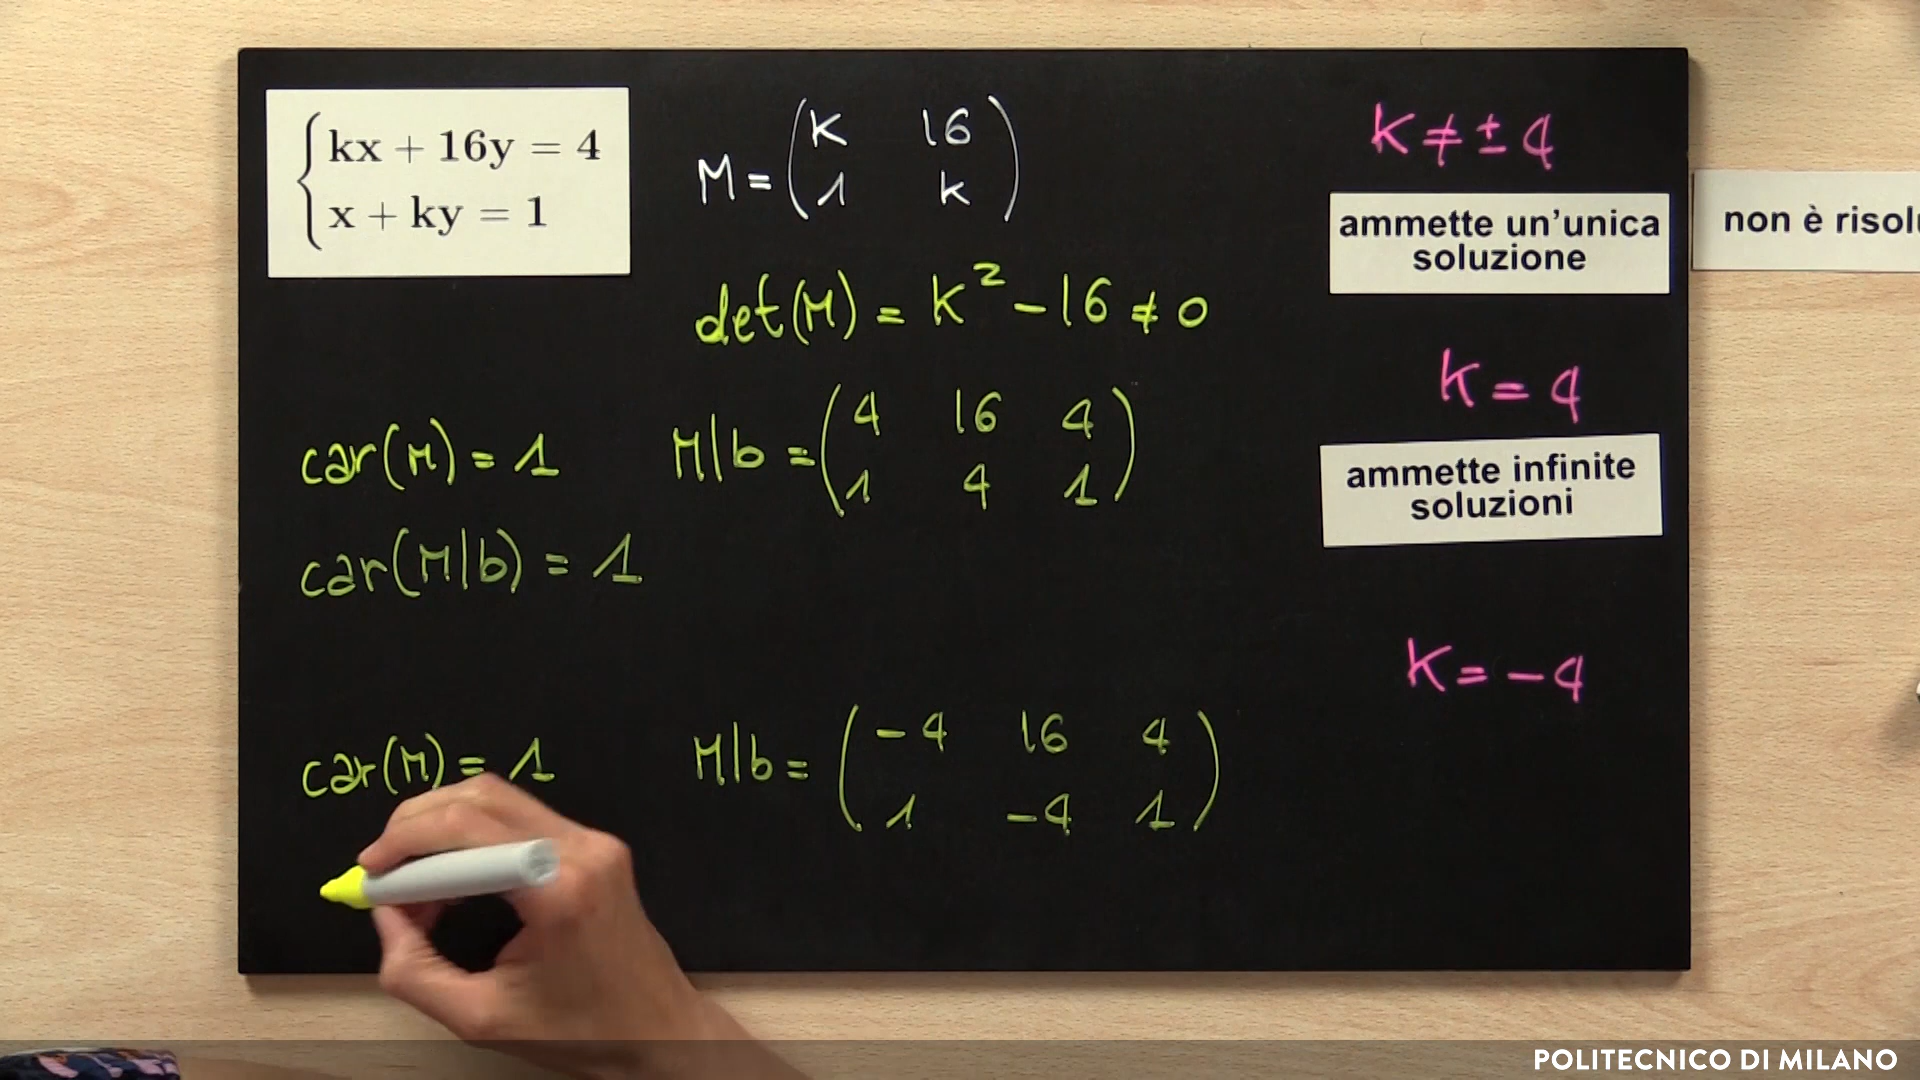 kx + 16y = 4
x + ky = 1
M = ( K 16
1 k )
det(M) = K² - 16 ≠ 0
car(M) = 1
car(M|b) = 1
M|b = ( 4 16 4
1 4 1 )
car(M) = 1
M|b = ( -4 16 4
1 -4 1 )
K ≠ ± 4
ammette un'unica
soluzione
K = 4
ammette infinite
soluzioni
K = -4
non è
POLITECNICO DI MILANO